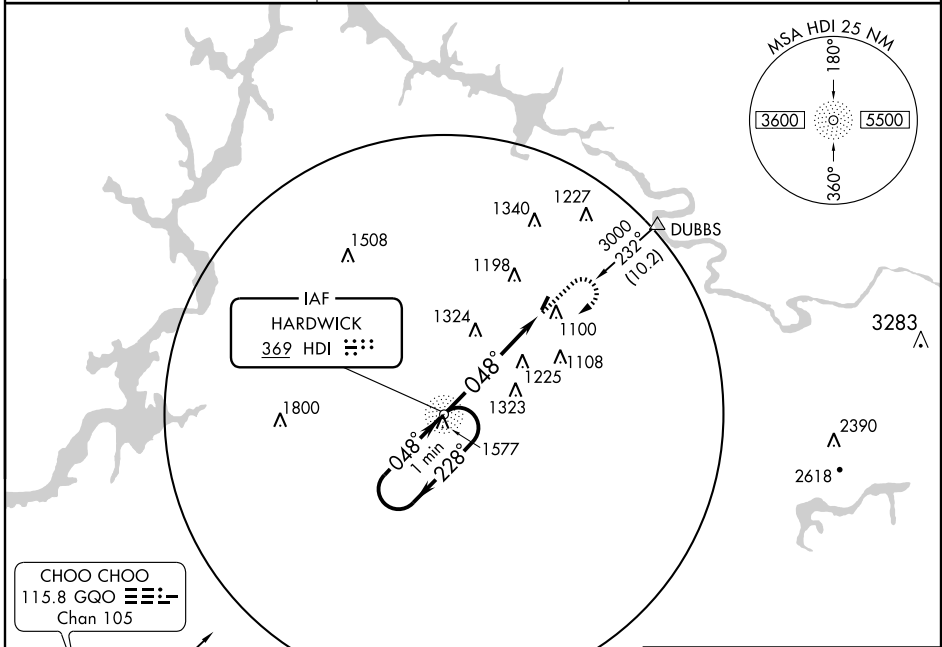 MSA HDI 25 NM
180°
3600
5500
360°
1340
1227
3000
232°
(10.2)
DUBBS
1508
1198
IAF
HARDWICK
369 HDI
1324
1100
3283
048°
1108
1225
1323
1800
1577
048°
1 min
228°
2390
2618
CHOO CHOO
115.8 GQO
Chan 105